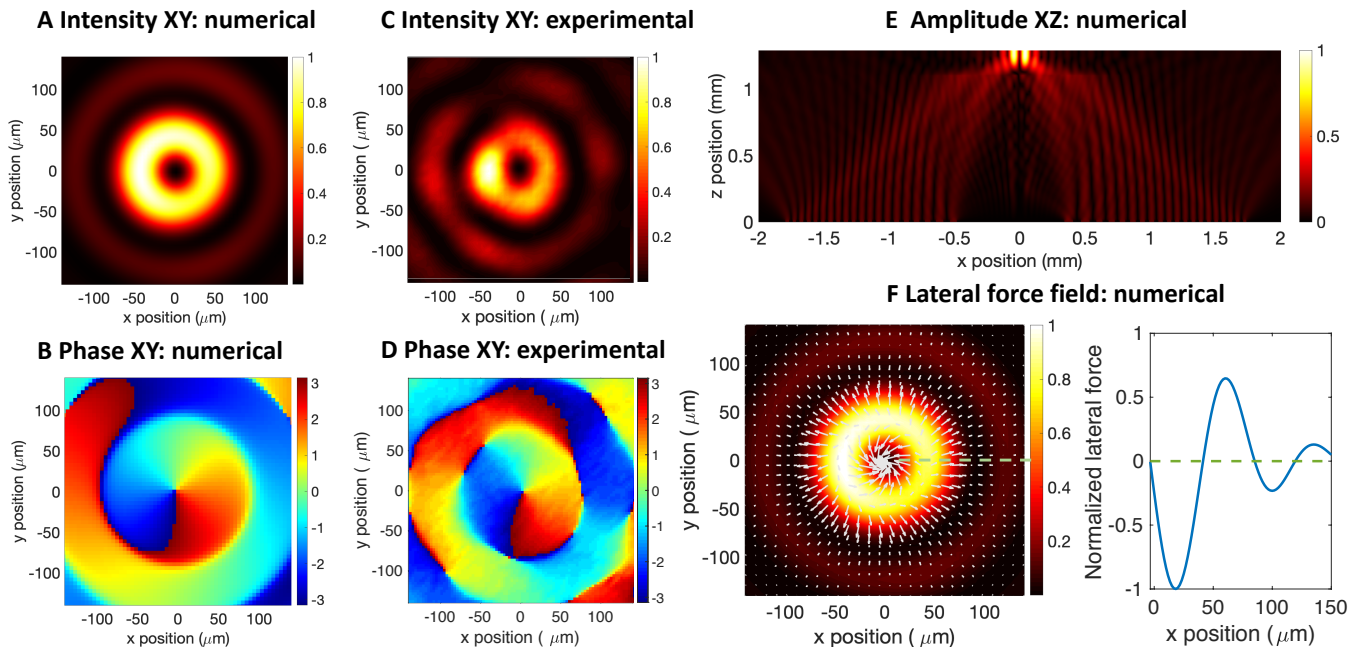 A Intensity XY: numerical
y position (μm)
100
50
0
-50
-100
-100 -50 0 50 100
x position (μm)
1
0.8
0.6
0.4
0.2
C Intensity XY: experimental
y position ( μm)
100
50
0
-50
-100
-100 -50 0 50 100
x position ( μm)
1
0.8
0.6
0.4
0.2
E Amplitude XZ: numerical
z position (mm)
1
0.5
0
-2 -1.5 -1 -0.5 0 0.5 1 1.5 2
x position (mm)
1
0.5
0
B Phase XY: numerical
y position (μm)
100
50
0
-50
-100
-100 -50 0 50 100
x position (μm)
3
2
1
0
-1
-2
-3
D Phase XY: experimental
y position ( μm)
100
50
0
-50
-100
-100 -50 0 50 100
x position ( μm)
3
2
1
0
-1
-2
-3
F Lateral force field: numerical
y position ( μm)
100
50
0
-50
-100
-100 -50 0 50 100
x position ( μm)
1
0.8
0.6
0.4
0.2
Normalized lateral force
1
0.5
0
-0.5
-1
0 50 100 150
x position ( μm)